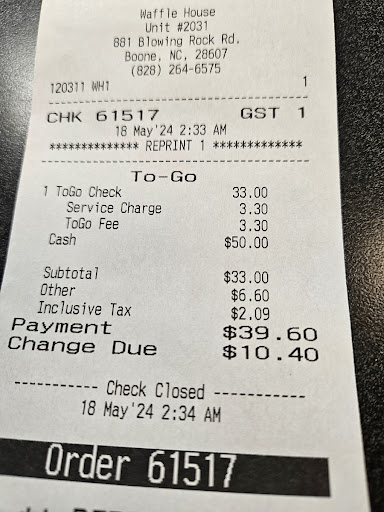 Waffle House
Unit #2031
881 Blowing Rock Rd.
Boone, NC, 28607
(828) 264-6575
120311 WH1 1
CHK 61517 GST 1
18 May'24 2:33 AM
************** REPRINT 1 **************
To-Go
1 ToGo Check 33.00
Service Charge 3.30
ToGo Fee 3.30
Cash $50.00
Subtotal $33.00
Other $6.60
Inclusive Tax $2.09
Payment $39.60
Change Due $10.40
----------- Check Closed -----------
18 May'24 2:34 AM
Order 61517